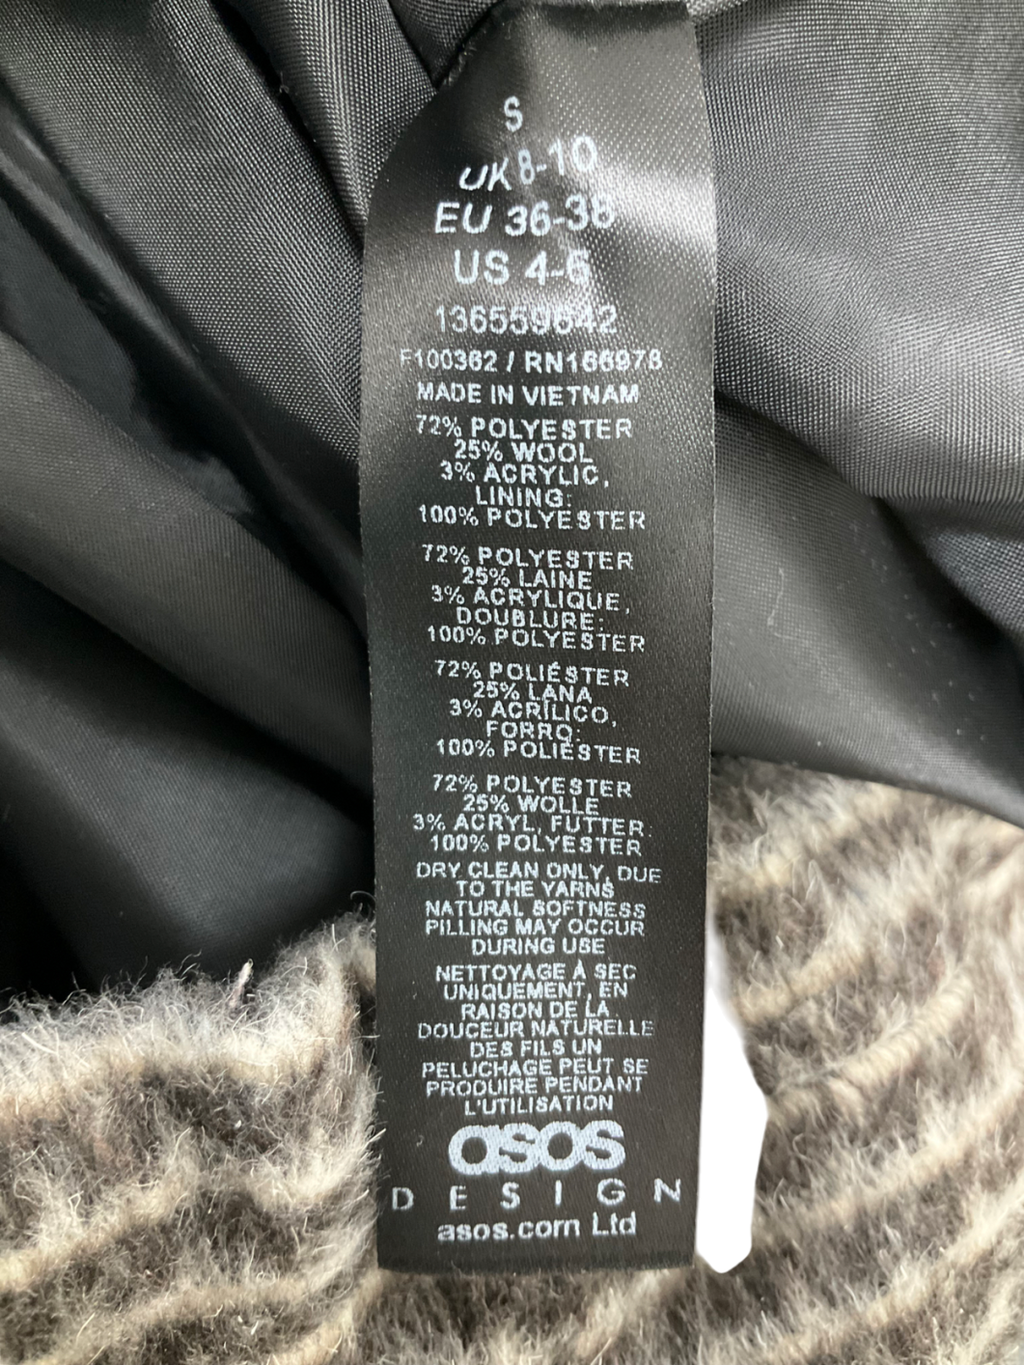 S
UK 8-10
EU 36-38
US 4-6
136559642
F100362 / RN166978
MADE IN VIETNAM
72% POLYESTER
25% WOOL
3% ACRYLIC,
LINING:
100% POLYESTER
72% POLYESTER
25% LAINE
3% ACRYLIQUE,
DOUBLURE:
100% POLYESTER
72% POLIÉSTER
25% LANA
3% ACRÍLICO,
FORRO:
100% POLIÉSTER
72% POLYESTER
25% WOLLE
3% ACRYL, FUTTER:
100% POLYESTER
DRY CLEAN ONLY, DUE
TO THE YARNS
NATURAL SOFTNESS
PILLING MAY OCCUR
DURING USE
NETTOYAGE À SEC
UNIQUEMENT, EN
RAISON DE LA
DOUCEUR NATURELLE
DES FILS UN
PELUCHAGE PEUT SE
PRODUIRE PENDANT
L'UTILISATION
asos
DESIGN
asos.com Ltd